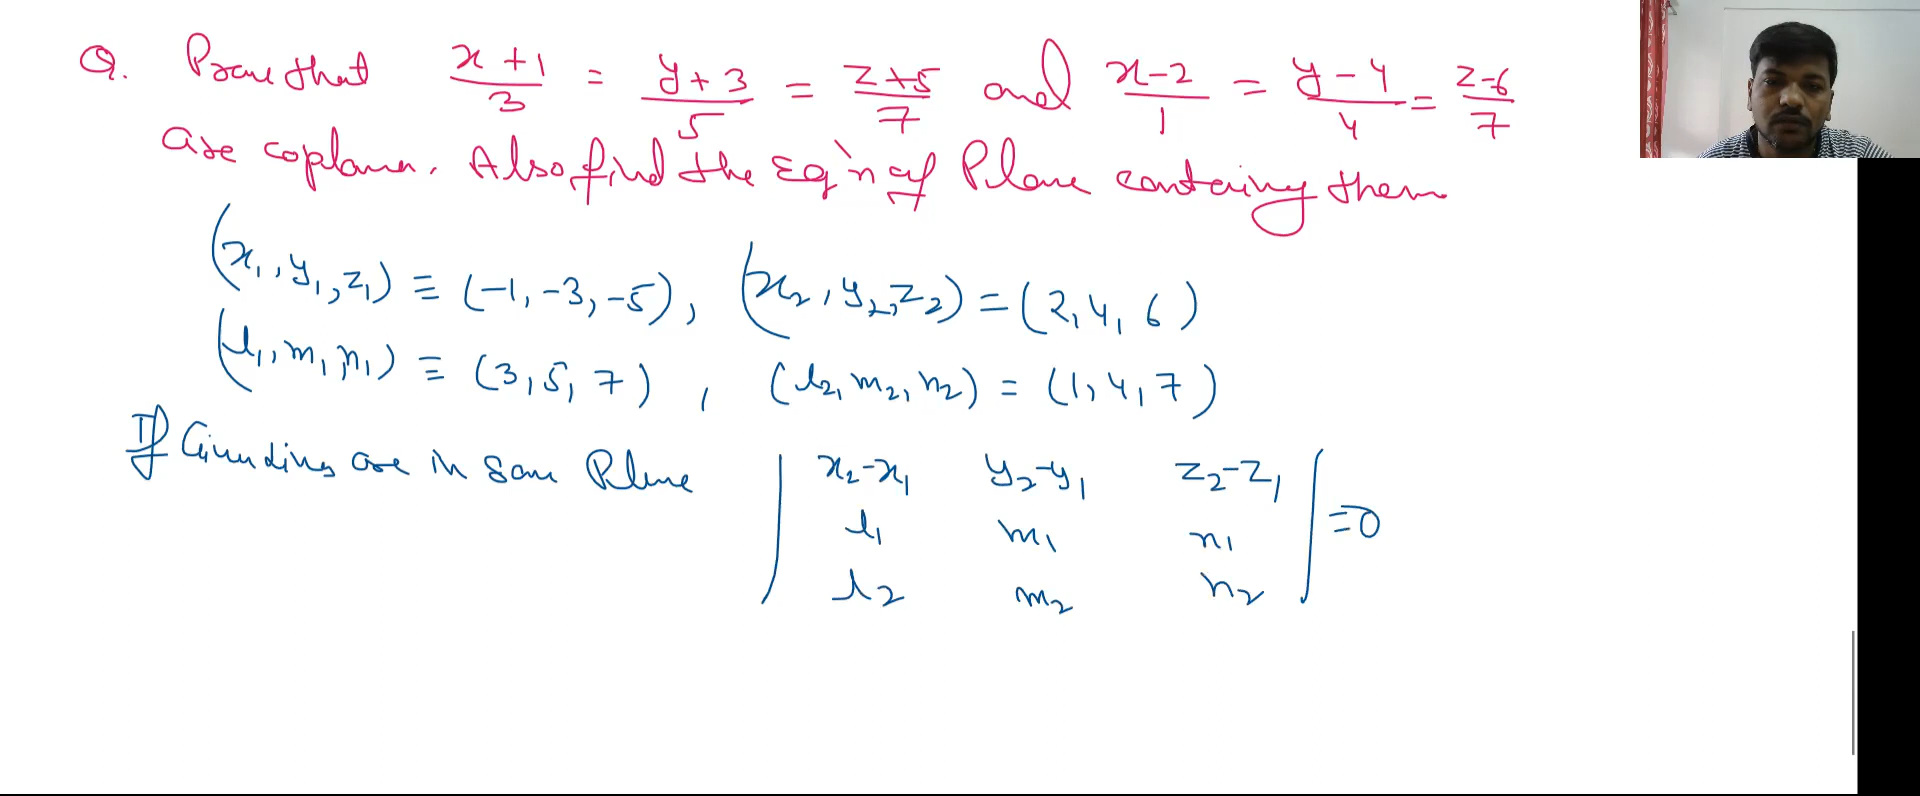 Q. Prove that x+1/3 = y+3/5 = z+5/7 and x-2/1 = y-4/4 = z-6/7
are coplanar. Also find the Eq'n of Plane containing them
(x₁, y₁, z₁) ≡ (-1, -3, -5), (x₂, y₂, z₂) = (2, 4, 6)
(l₁, m₁, n₁) ≡ (3, 5, 7), (l₂, m₂, n₂) = (1, 4, 7)
If Given lines are in same Plane | x₂-x₁ y₂-y₁ z₂-z₁ |
l₁ m₁ n₁ =0
l₂ m₂ n₂